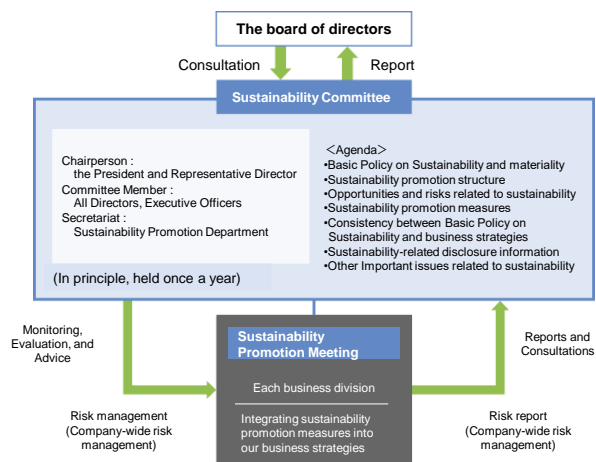 The board of directors
Consultation
Report
Sustainability Committee
Chairperson :
the President and Representative Director
Committee Member :
All Directors, Executive Officers
Secretariat :
Sustainability Promotion Department
(In principle, held once a year)
＜Agenda＞
•Basic Policy on Sustainability and materiality
•Sustainability promotion structure
•Opportunities and risks related to sustainability
•Sustainability promotion measures
•Consistency between Basic Policy on
Sustainability and business strategies
•Sustainability-related disclosure information
•Other Important issues related to sustainability
Monitoring,
Evaluation, and
Advice
Sustainability
Promotion Meeting
Each business division
Integrating sustainability
promotion measures into
our business strategies
Reports and
Consultations
Risk management
(Company-wide risk
management)
Risk report
(Company-wide risk
management)